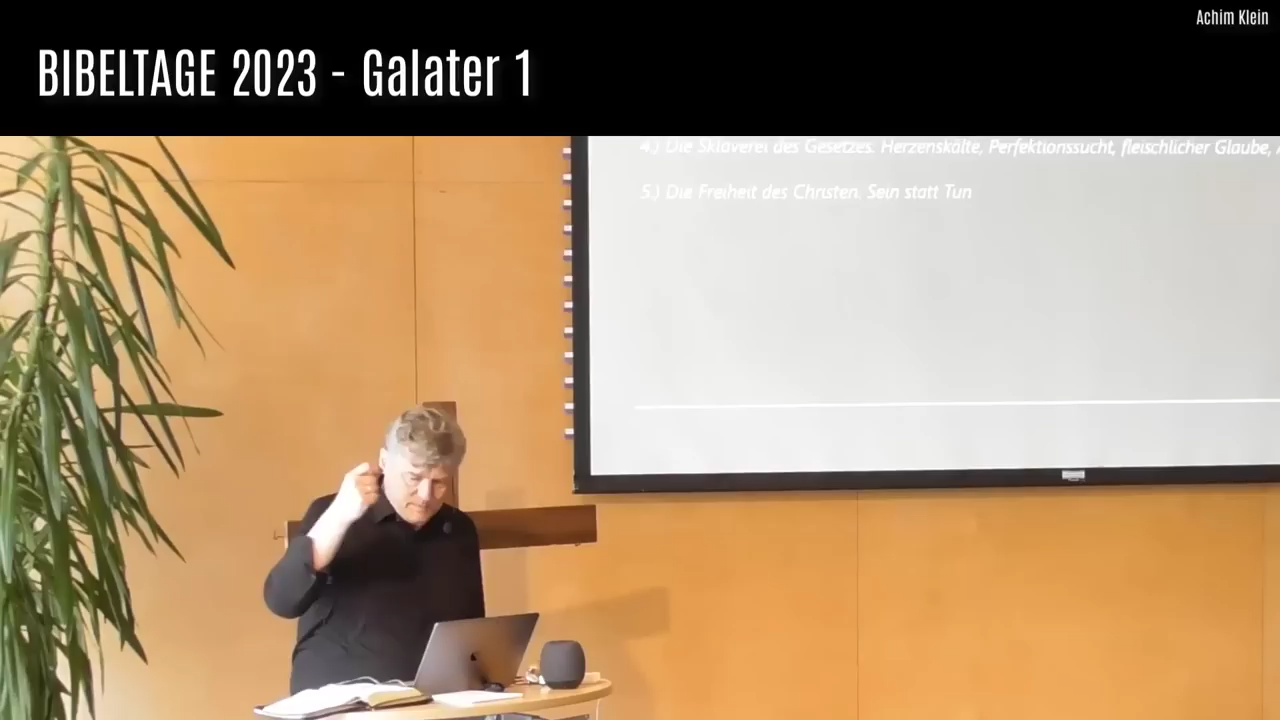 Achim Klein
BIBELTAGE 2023 - Galater 1
4.) Die Sklaverei des Gesetzes. Herzenskälte, Perfektionssucht, fleischlicher Glaube,
5.) Die Freiheit des Christen. Sein statt Tun